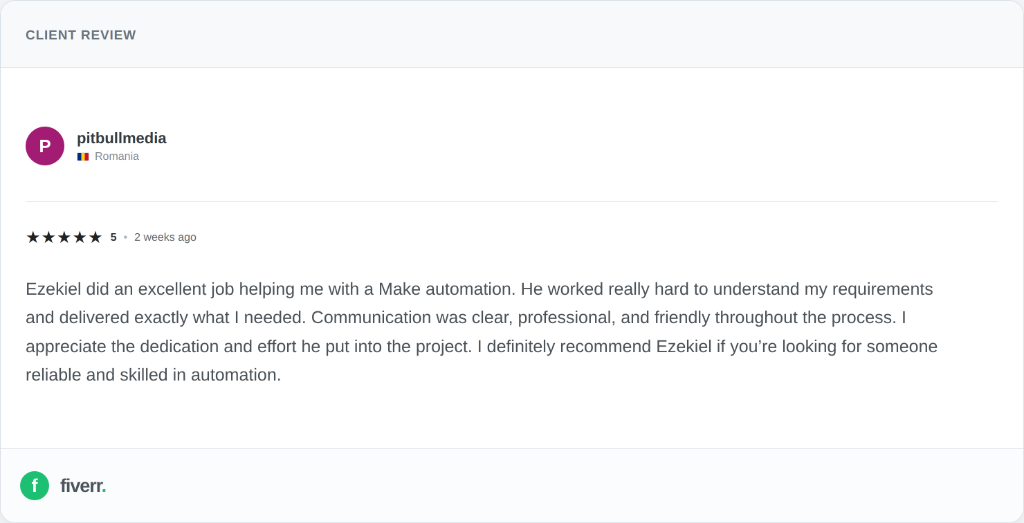 CLIENT REVIEW
P
pitbullmedia
Romania
★★★★★ 5 • 2 weeks ago
Ezekiel did an excellent job helping me with a Make automation. He worked really hard to understand my requirements
and delivered exactly what I needed. Communication was clear, professional, and friendly throughout the process. I
appreciate the dedication and effort he put into the project. I definitely recommend Ezekiel if you’re looking for someone
reliable and skilled in automation.
f fiverr.